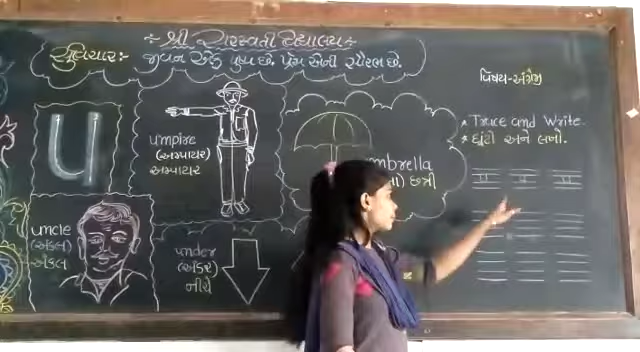 શ્રી સરસ્વતી વિદ્યાલય
સુવિચાર:- જીવન એક પુષ્પ છે. પ્રેમ એની સૌરભ છે.
વિષય-અંગ્રેજી
Trace and Write.
ઘૂંટો અને લખો.
u
umpire
(અમ્પાયર)
અમ્પાયર
mbrella
છત્રી
uncle
(અંકલ)
અંકલ
under
(અંડર)
નીચે
u u u